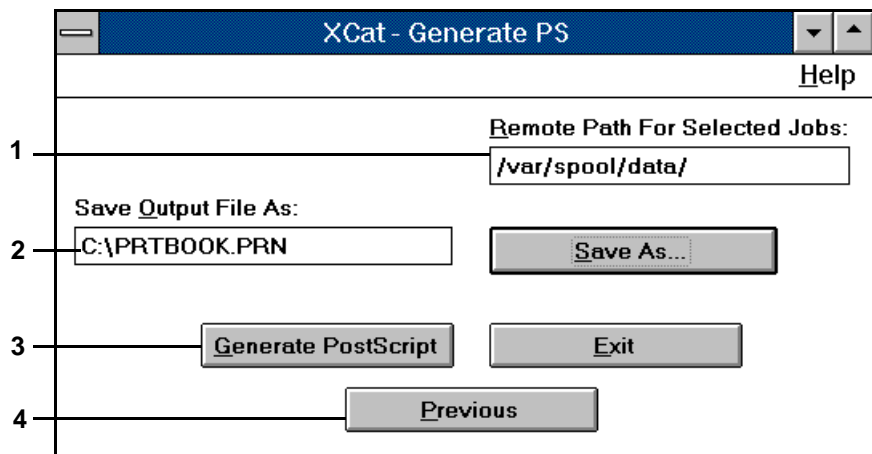 XCat - Generate PS
Help
Remote Path For Selected Jobs:
1
/var/spool/data/
Save Output File As:
2
C:\PRTBOOK.PRN
Save As...
3
Generate PostScript
Exit
4
Previous